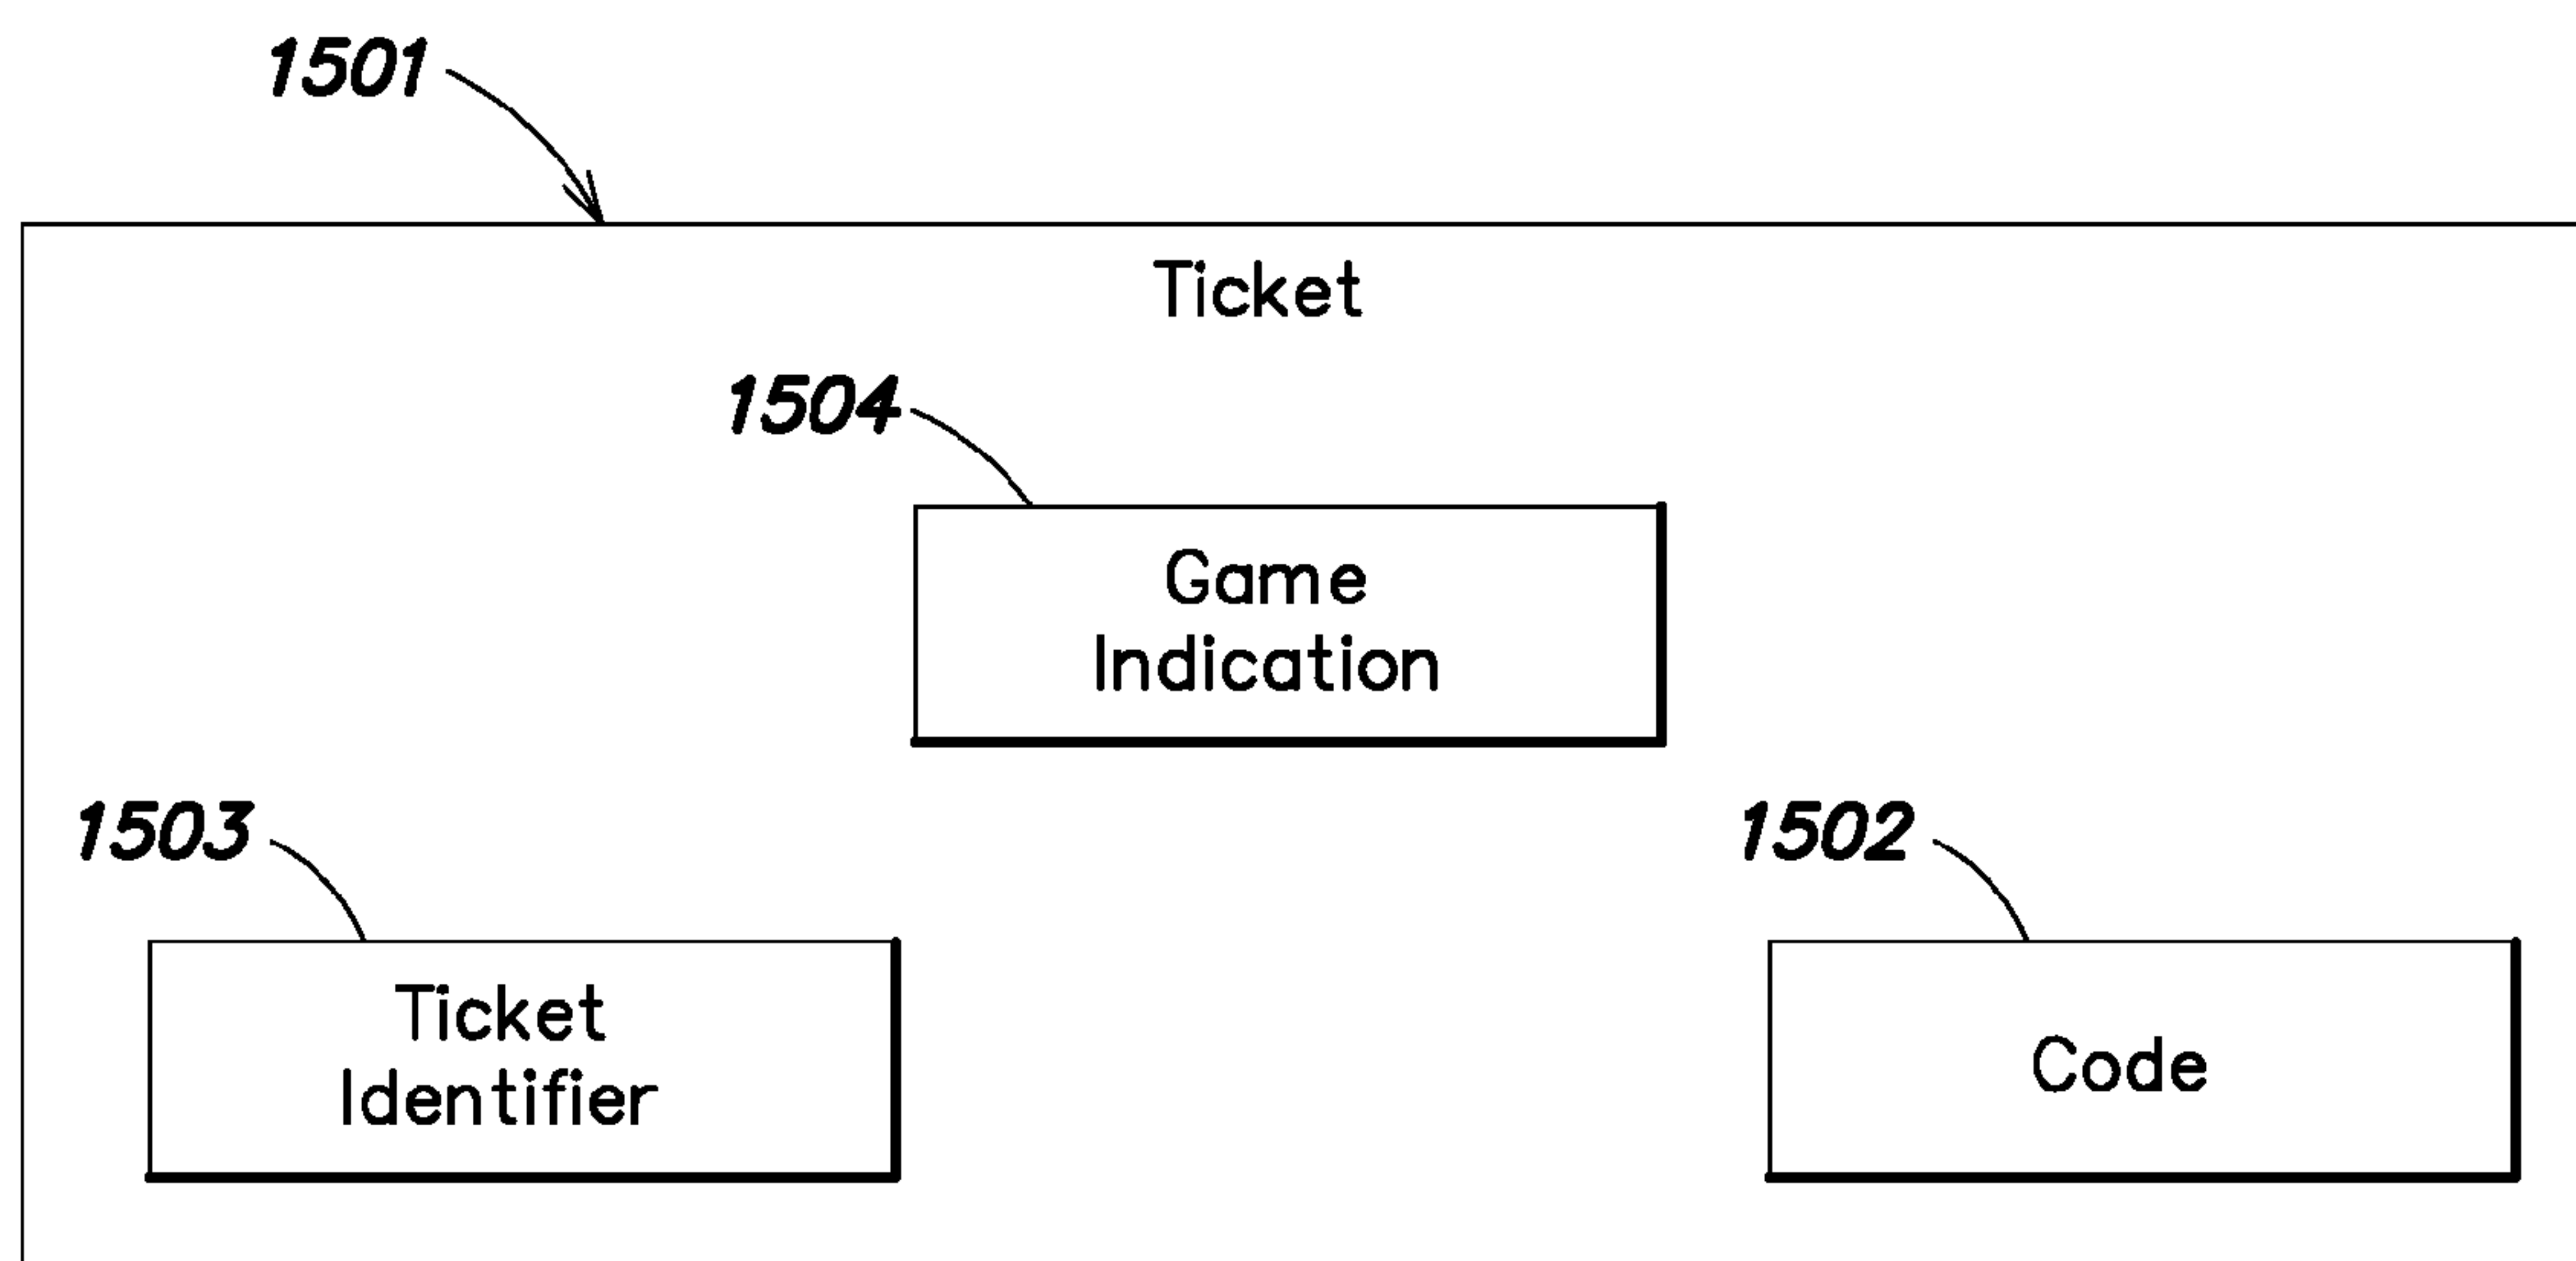 1501
Ticket
1504
Game
Indication
1503
1502
Ticket
Identifier
Code